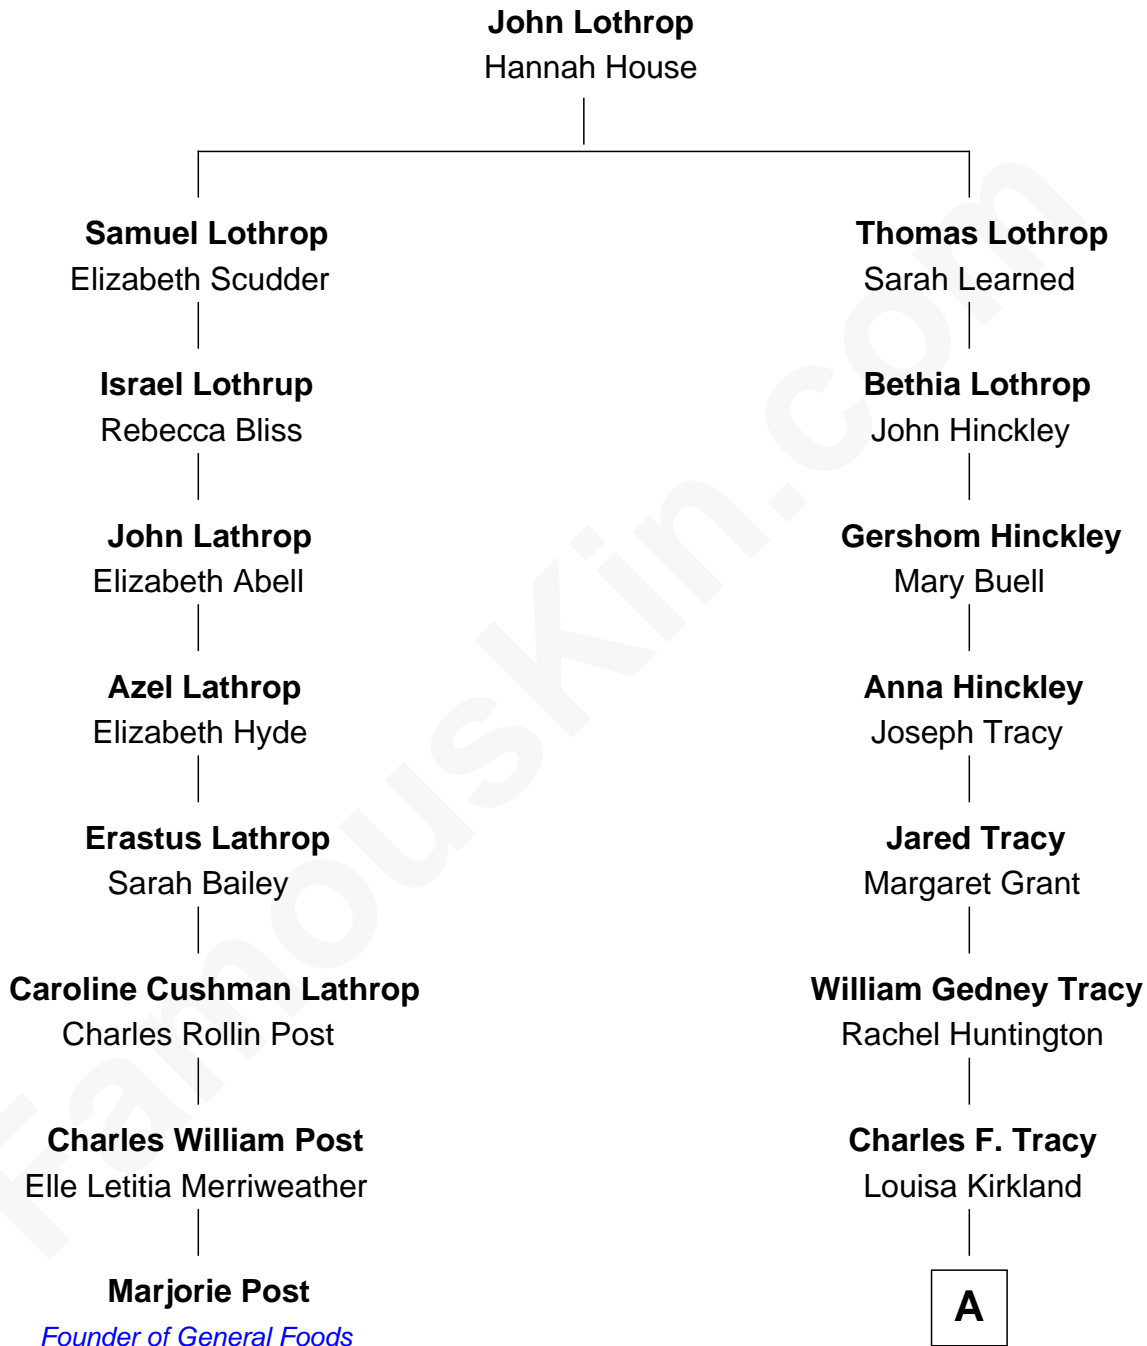 John Lothrop
Hannah House
Samuel Lothrop
Elizabeth Scudder
Thomas Lothrop
Sarah Learned
Israel Lothrup
Rebecca Bliss
Bethia Lothrop
John Hinckley
John Lathrop
Elizabeth Abell
Gershom Hinckley
Mary Buell
Azel Lathrop
Elizabeth Hyde
Anna Hinckley
Joseph Tracy
Erastus Lathrop
Sarah Bailey
Jared Tracy
Margaret Grant
Caroline Cushman Lathrop
Charles Rollin Post
William Gedney Tracy
Rachel Huntington
Charles William Post
Elle Letitia Merriweather
Charles F. Tracy
Louisa Kirkland
Marjorie Post
Founder of General Foods
A
FamousKin.com